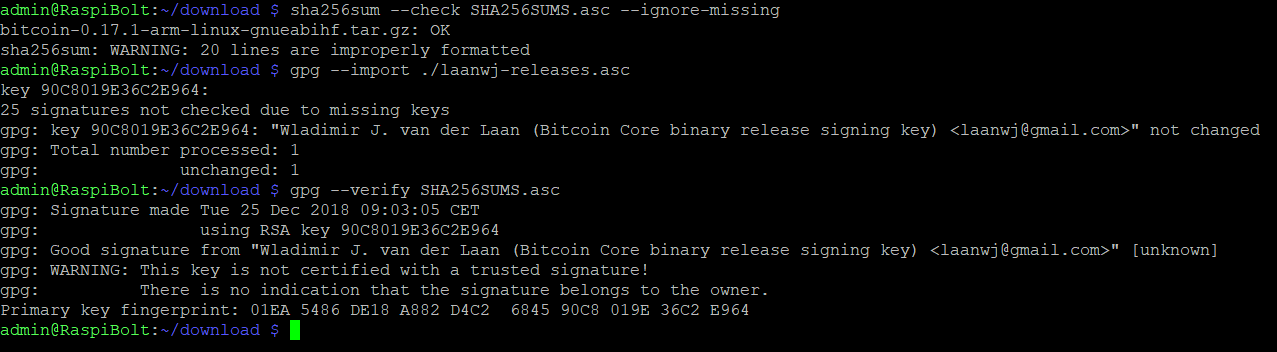 admin@RaspiBolt:~/download $ sha256sum --check SHA256SUMS.asc --ignore-missing
bitcoin-0.17.1-arm-linux-gnueabihf.tar.gz: OK
sha256sum: WARNING: 20 lines are improperly formatted
admin@RaspiBolt:~/download $ gpg --import ./laanwj-releases.asc
key 90C8019E36C2E964:
25 signatures not checked due to missing keys
gpg: key 90C8019E36C2E964: "Wladimir J. van der Laan (Bitcoin Core binary release signing key) <laanwj@gmail.com>" not changed
gpg: Total number processed: 1
gpg:              unchanged: 1
admin@RaspiBolt:~/download $ gpg --verify SHA256SUMS.asc
gpg: Signature made Tue 25 Dec 2018 09:03:05 CET
gpg:                using RSA key 90C8019E36C2E964
gpg: Good signature from "Wladimir J. van der Laan (Bitcoin Core binary release signing key) <laanwj@gmail.com>" [unknown]
gpg: WARNING: This key is not certified with a trusted signature!
gpg:          There is no indication that the signature belongs to the owner.
Primary key fingerprint: 01EA 5486 DE18 A882 D4C2  6845 90C8 019E 36C2 E964
admin@RaspiBolt:~/download $